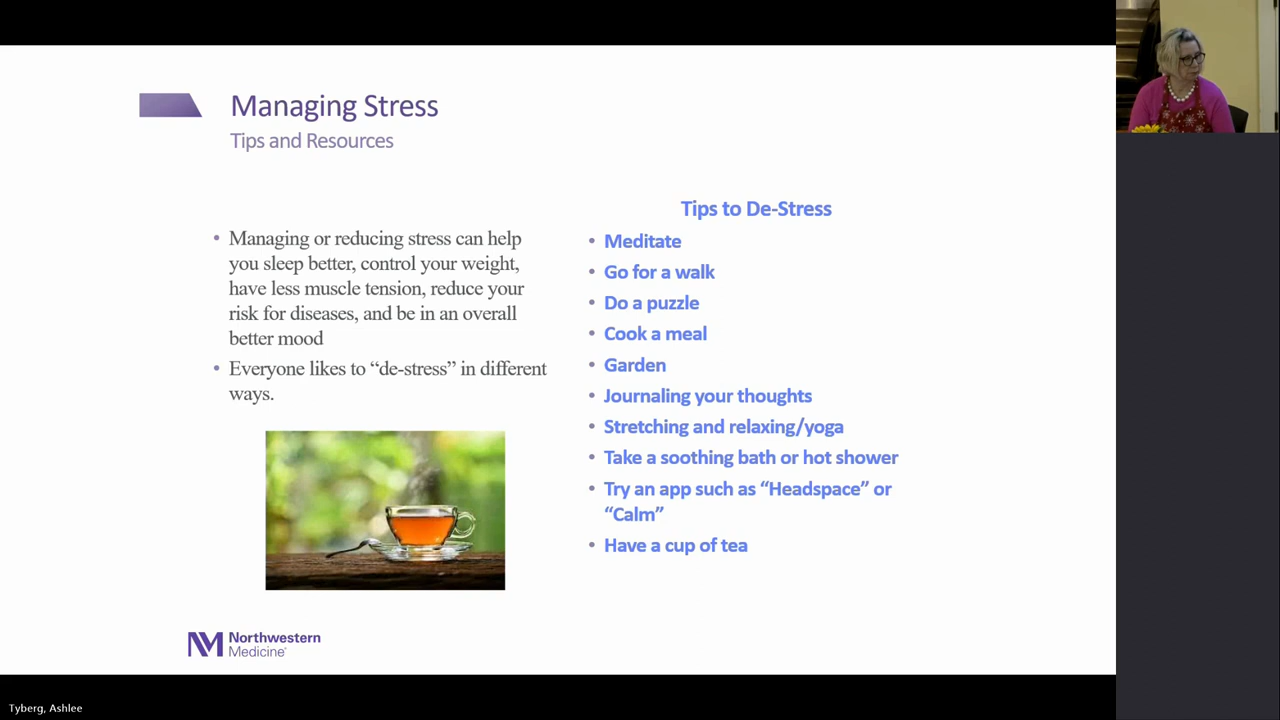 Managing Stress
Tips and Resources
• Managing or reducing stress can help
you sleep better, control your weight,
have less muscle tension, reduce your
risk for diseases, and be in an overall
better mood
• Everyone likes to “de-stress” in different
ways.
Tips to De-Stress
• Meditate
• Go for a walk
• Do a puzzle
• Cook a meal
• Garden
• Journaling your thoughts
• Stretching and relaxing/yoga
• Take a soothing bath or hot shower
• Try an app such as “Headspace” or
“Calm”
• Have a cup of tea
NM Northwestern
Medicine
Tyberg, Ashlee